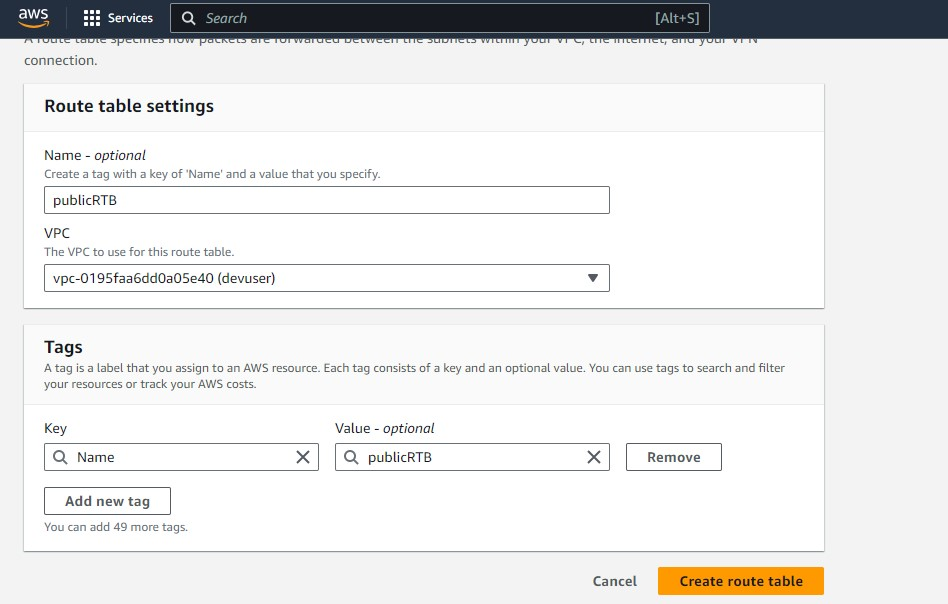 aws
Services
Search
[Alt+S]
A route table specifies how packets are forwarded between the subnets within your VPC, the internet, and your VPN
connection.
Route table settings
Name - optional
Create a tag with a key of 'Name' and a value that you specify.
publicRTB
VPC
The VPC to use for this route table.
vpc-0195faa6dd0a05e40 (devuser)
Tags
A tag is a label that you assign to an AWS resource. Each tag consists of a key and an optional value. You can use tags to search and filter
your resources or track your AWS costs.
Key
Value - optional
Name
publicRTB
Remove
Add new tag
You can add 49 more tags.
Cancel
Create route table